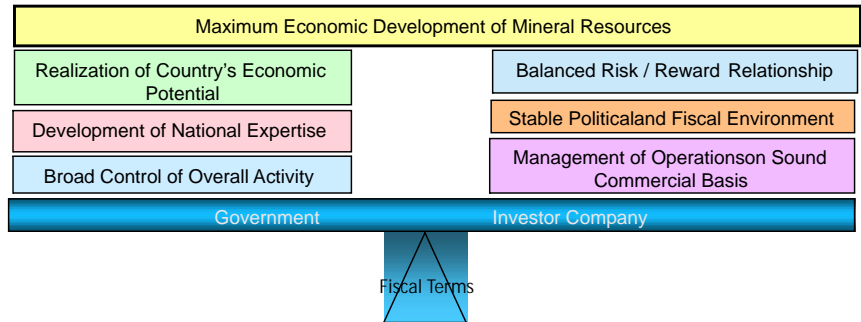 Maximum Economic Development of Mineral Resources
Realization of Country's Economic
Potential
Development of National Expertise
Broad Control of Overall Activity
Balanced Risk / Reward Relationship
Stable Politicaland Fiscal Environment
Management of Operationson Sound
Commercial Basis
Government
Investor Company
Fiscal Terms